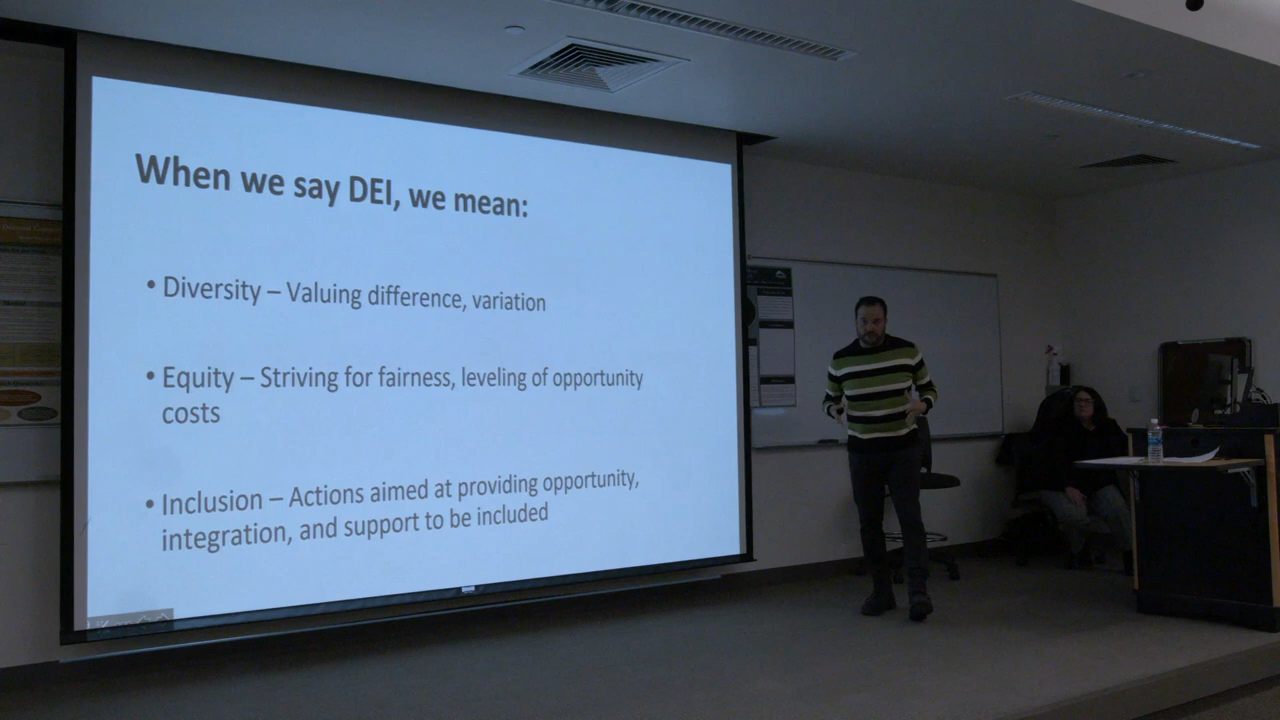 When we say DEI, we mean:
• Diversity – Valuing difference, variation
• Equity – Striving for fairness, leveling of opportunity
costs
• Inclusion – Actions aimed at providing opportunity,
integration, and support to be included